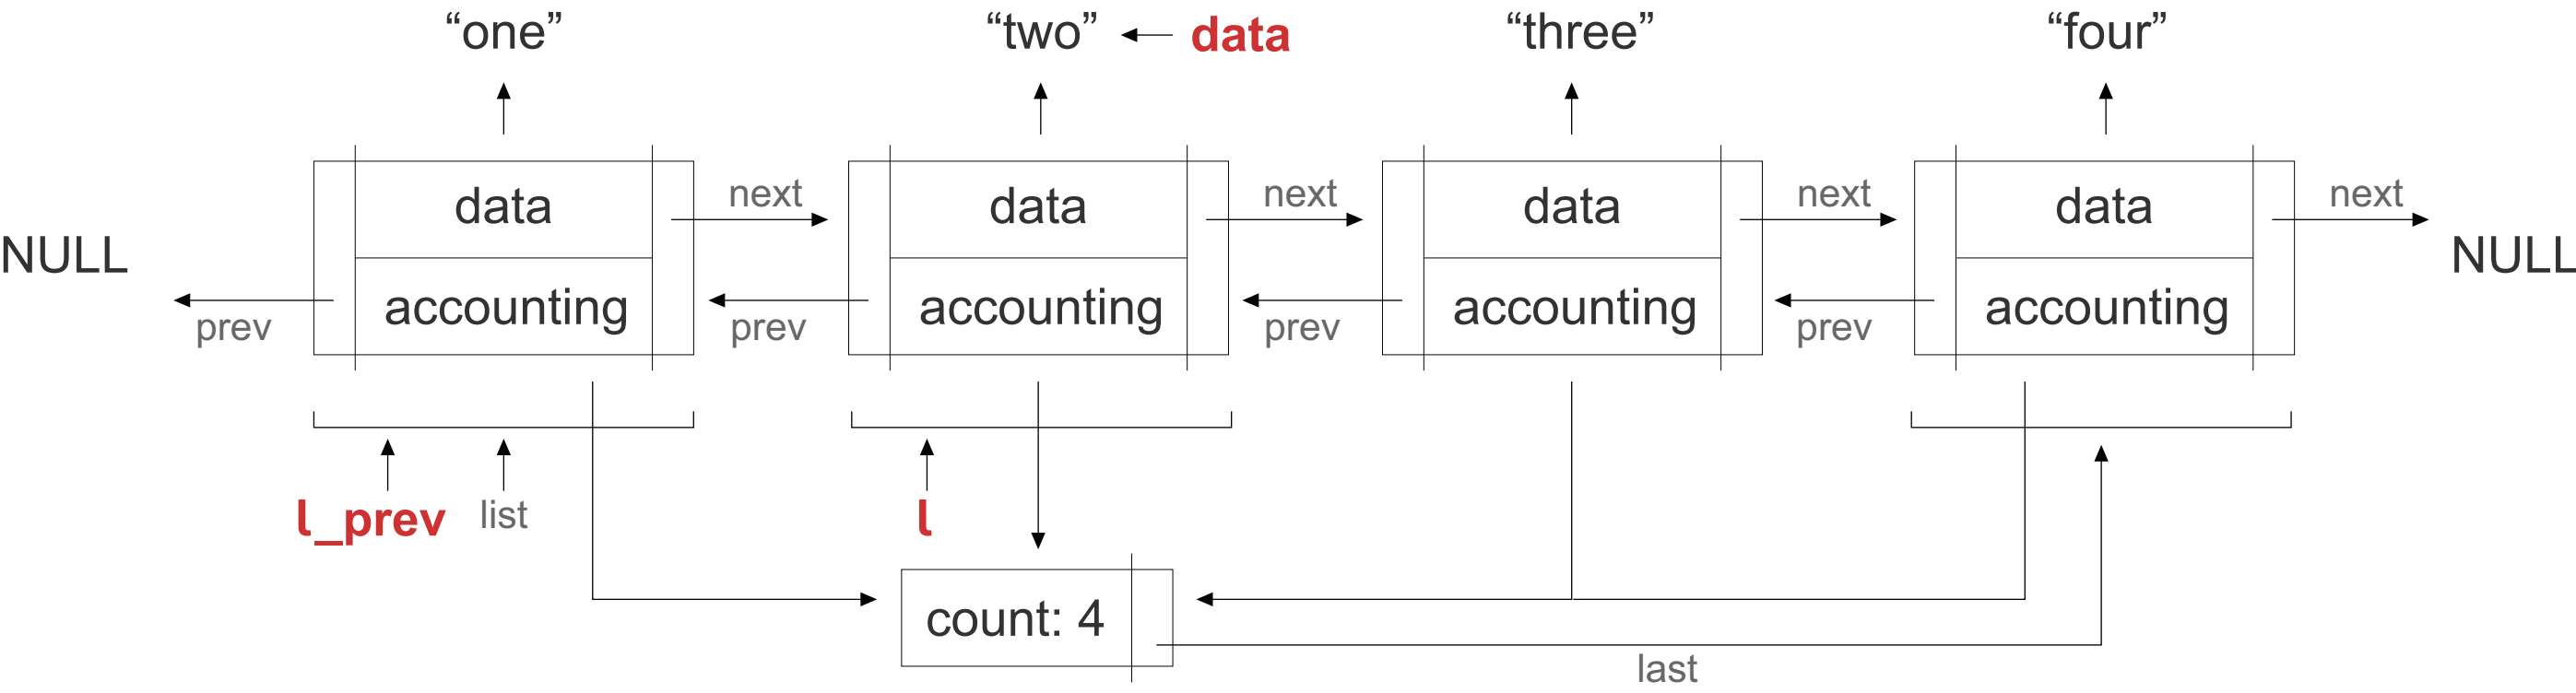 “one” “two” data “three” “four”
data next data next data next data next
NULL NULL
prev accounting prev accounting prev accounting prev accounting
l_prev list l
count: 4
last